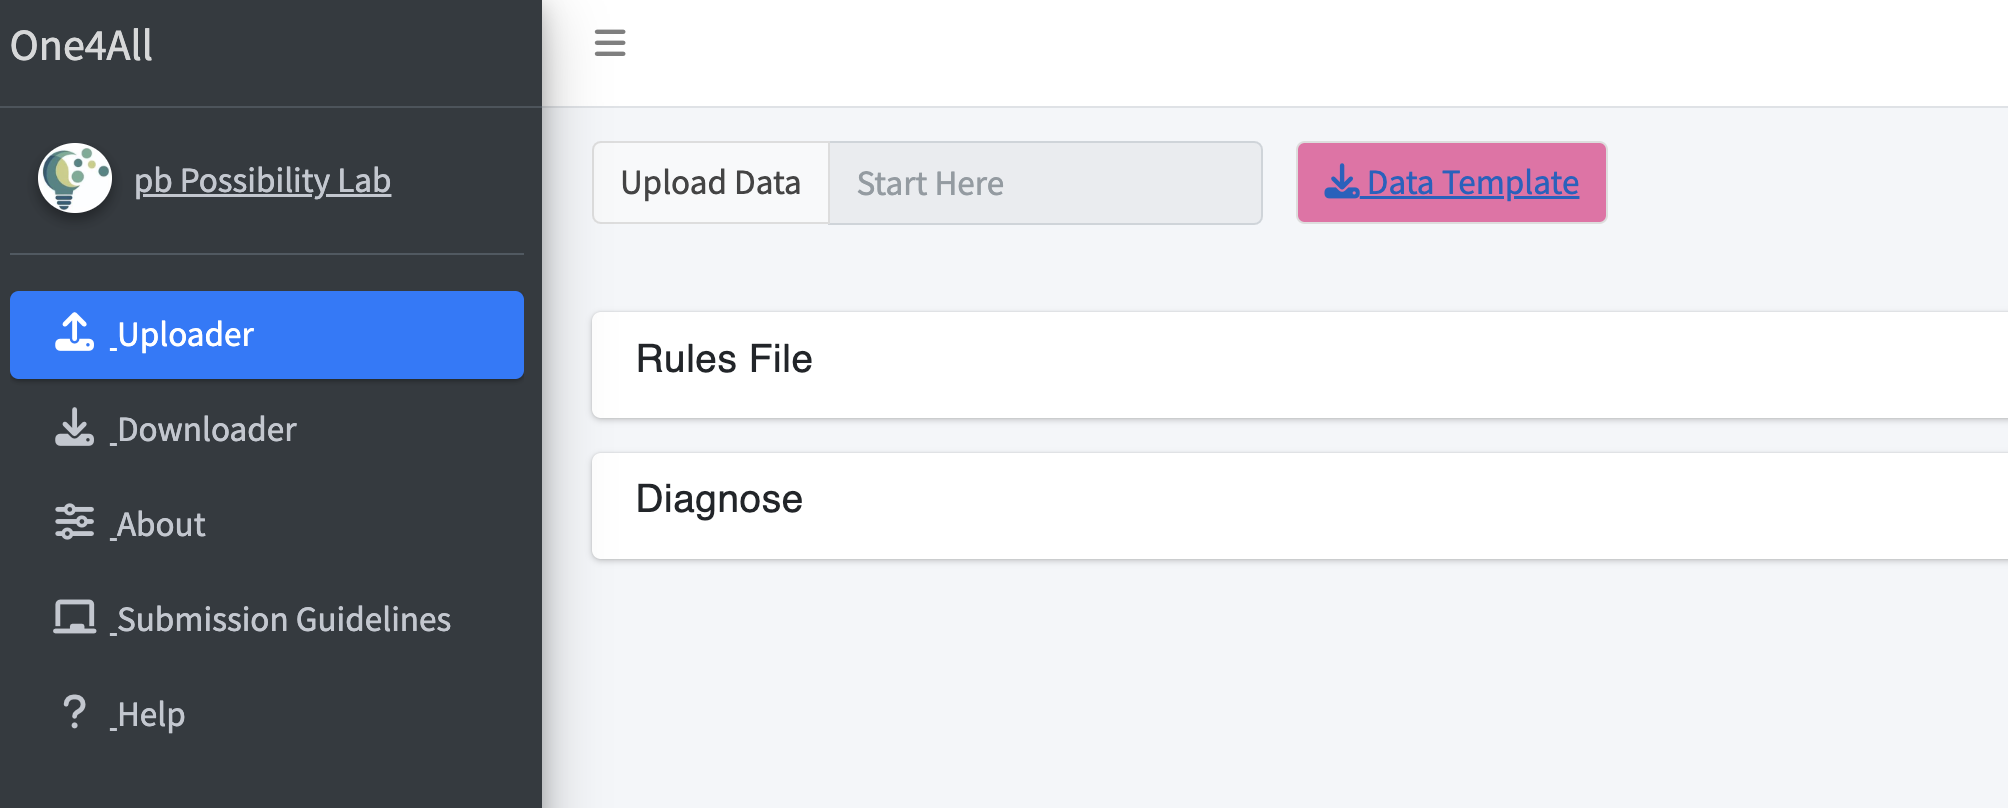 One4All
pb Possibility Lab
Uploader
Downloader
About
Submission Guidelines
Help
Upload Data
Start Here
Data Template
Rules File
Diagnose